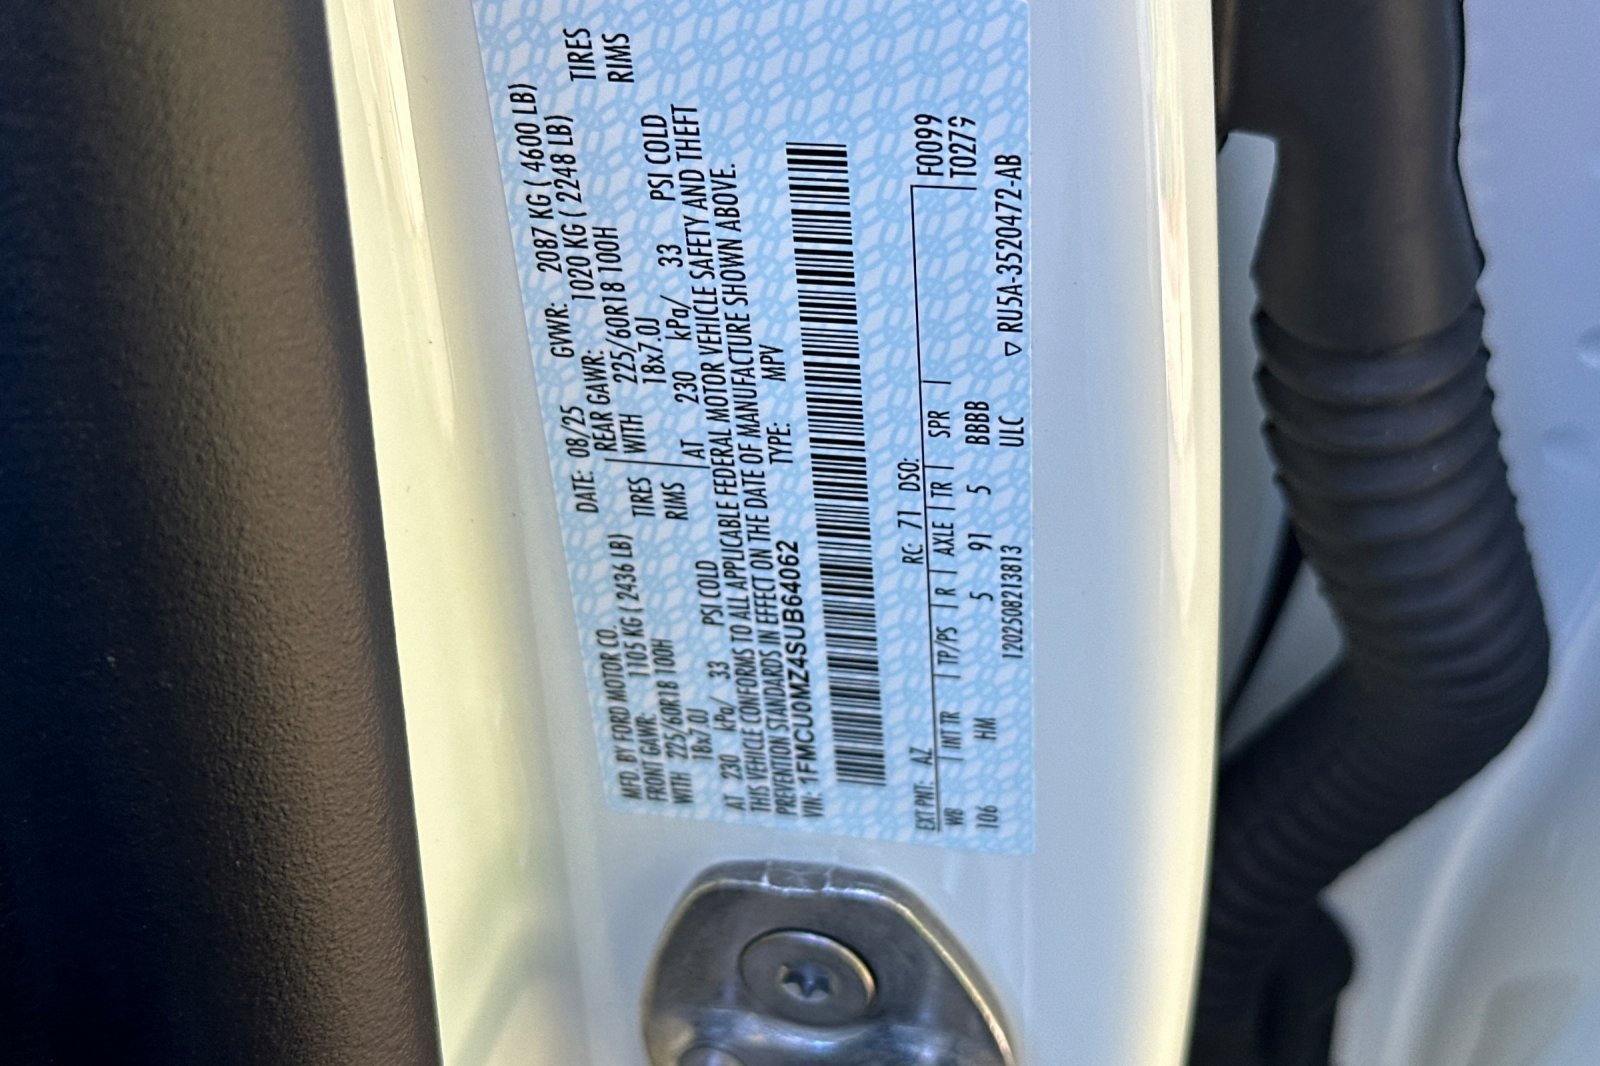 MFD. BY FORD MOTOR CO.
DATE: 08/25 GVWR: 2087 KG ( 4600 LB)
FRONT GAWR: 1105 KG ( 2436 LB)
REAR GAWR: 1020 KG ( 2248 LB)
WITH 225/60R18 100H TIRES
WITH 225/60R18 100H TIRES
18x7.0J RIMS
18x7.0J RIMS
AT 230 kPa/ 33 PSI COLD
AT 230 kPa/ 33 PSI COLD
THIS VEHICLE CONFORMS TO ALL APPLICABLE FEDERAL MOTOR VEHICLE SAFETY AND THEFT
PREVENTION STANDARDS IN EFFECT ON THE DATE OF MANUFACTURE SHOWN ABOVE.
VIN: 1FMCU0MZ4SUB64062 TYPE: MPV
EXT PNT: AZ RC: 71 DSO: F0099
WB INTTR TP/PS R AXLE TR SPR T0279
106 HM 5 91 5 BBBB
1202508213813 ULC ▽ RU5A-3520472-AB